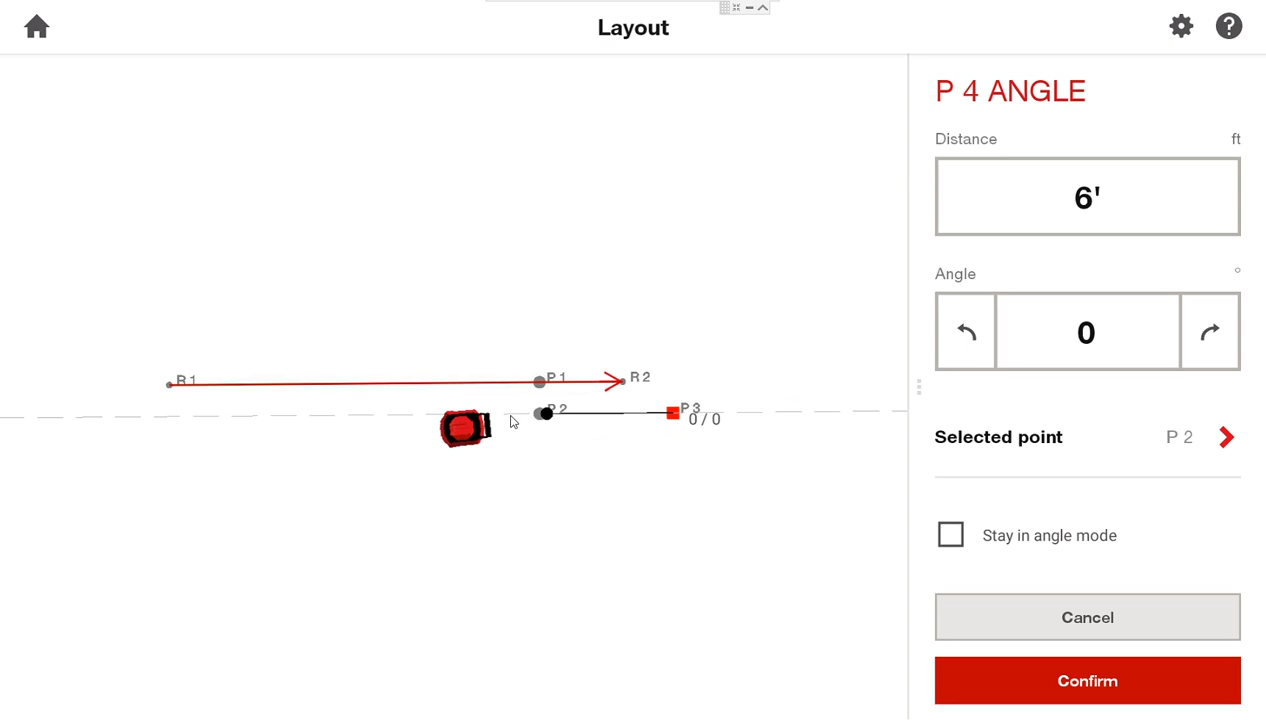 Layout
P 4 ANGLE
Distance ft
6'
Angle °
0
R 1
P 1
R 2
P 2
P 3
0 / 0
Selected point P 2
Stay in angle mode
Cancel
Confirm